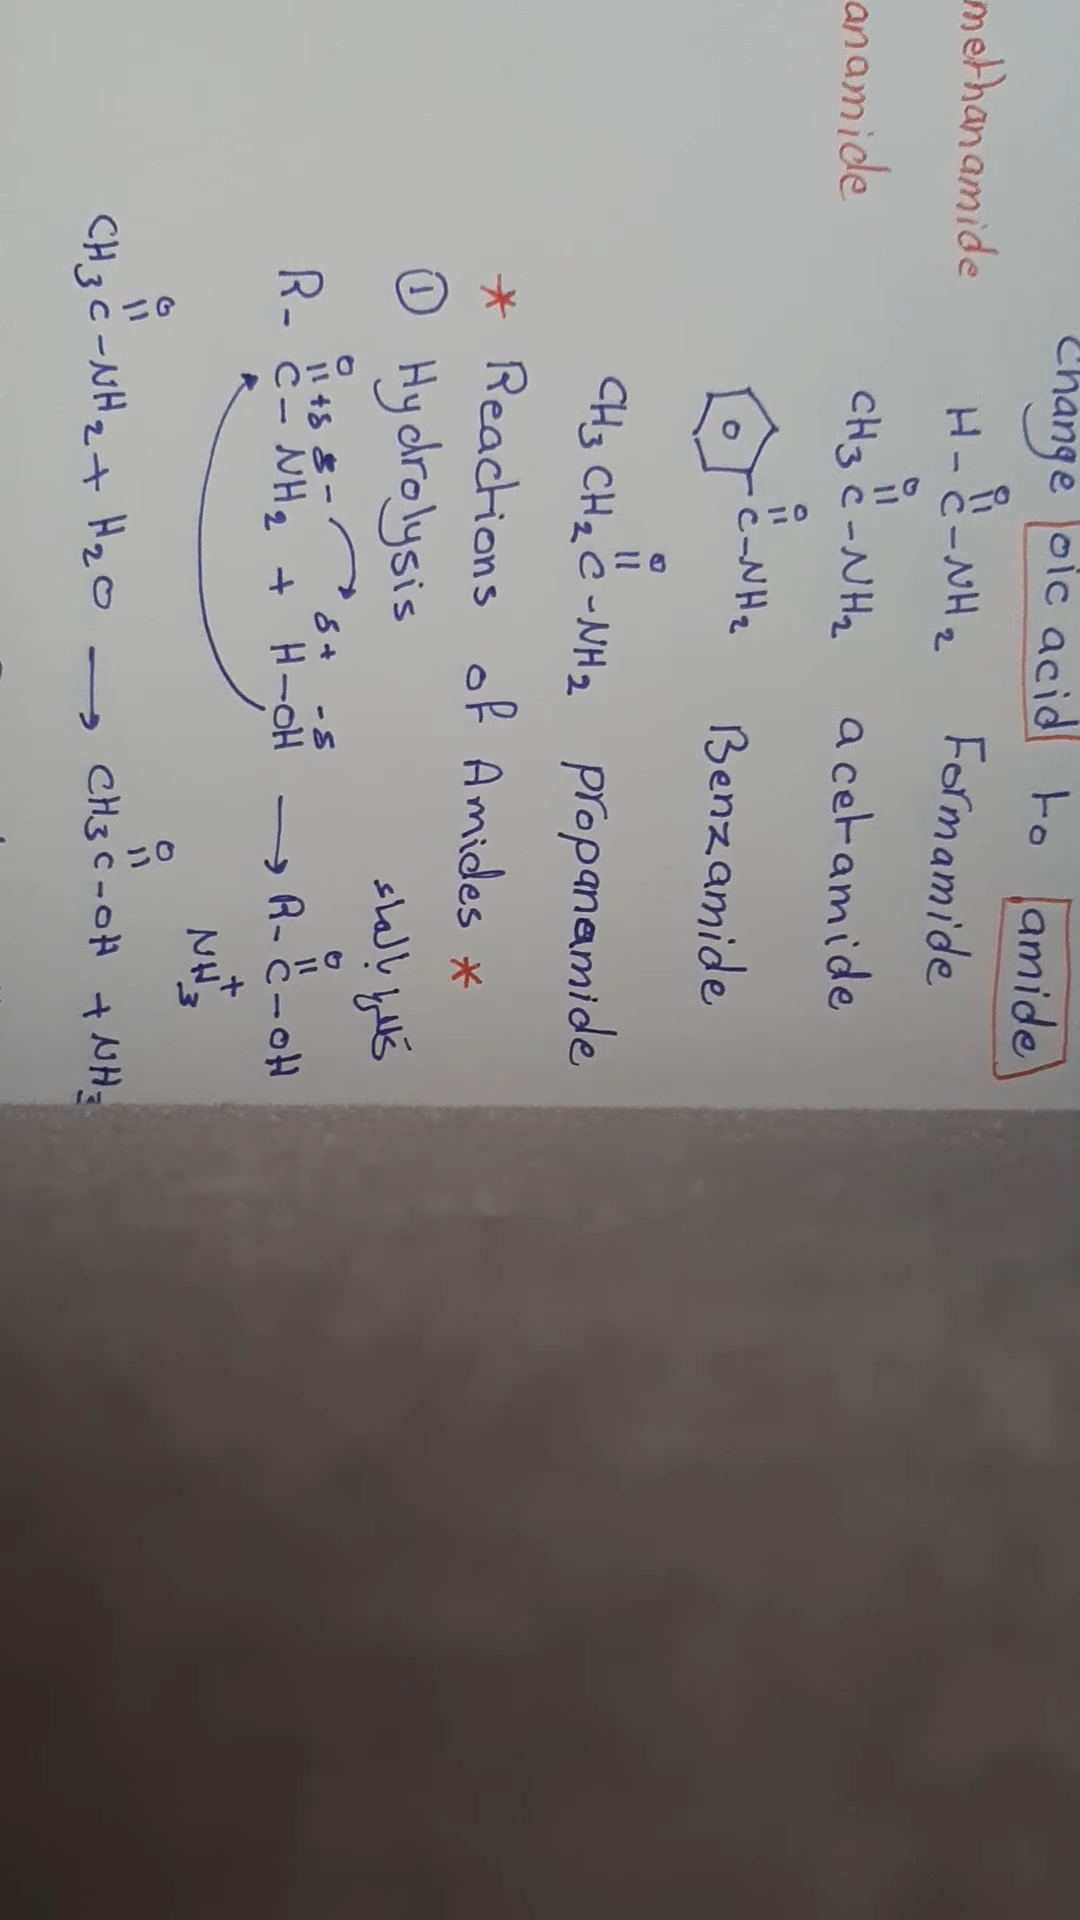 Change oic acid to amide
methanamide
H-C-NH2 Formamide
O
anamide
CH3C-NH2 acetamide
O
C-NH2 Benzamide
O
CH3CH2C-NH2 propanamide
O
* Reactions of Amides *
① Hydrolysis
R-C-NH2 + H-OH → R-C-OH
O +δ δ- δ+ -δ O
+
NH3
CH3C-NH2 + H2O → CH3C-OH + NH3
O O